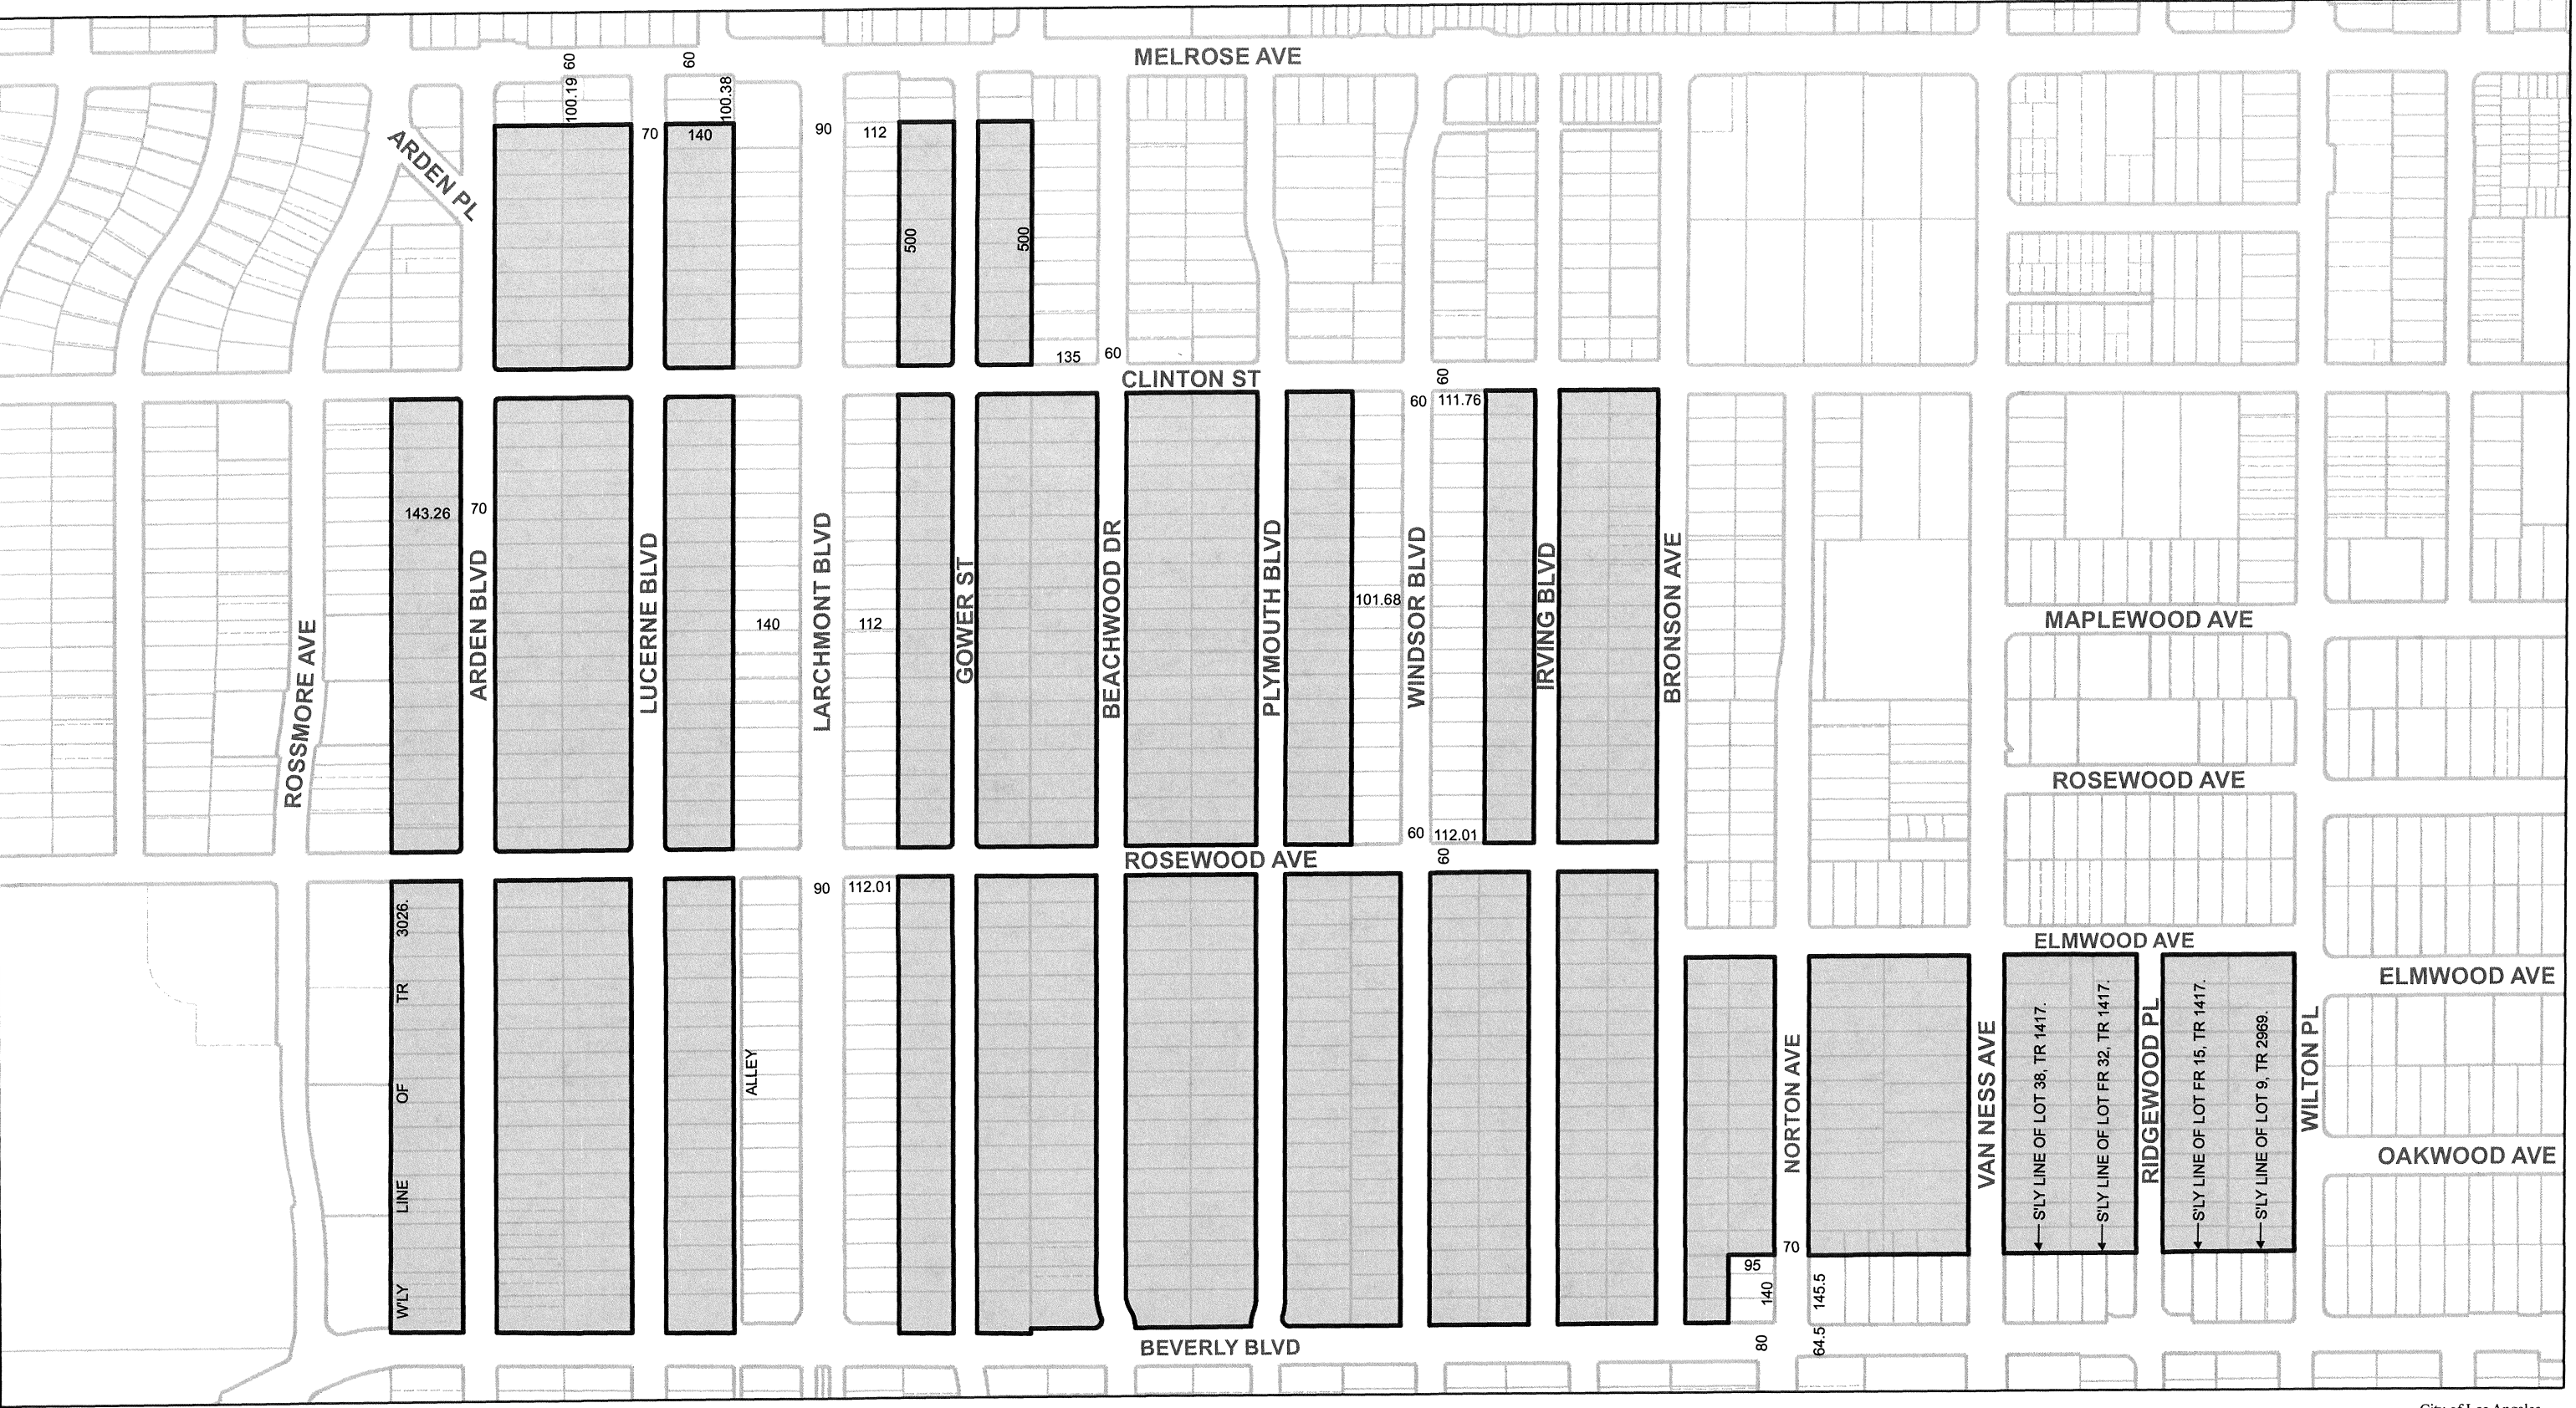 MELROSE AVE
60
60
100.19
100.38
70
140
90
112
ARDEN PL
500
500
135
60
CLINTON ST
60
60
111.76
143.26
70
ARDEN BLVD
LUCERNE BLVD
140
LARCHMONT BLVD
112
GOWER ST
BEACHWOOD DR
PLYMOUTH BLVD
101.68
WINDSOR BLVD
IRVING BLVD
BRONSON AVE
ROSSMORE AVE
MAPLEWOOD AVE
ROSEWOOD AVE
60
112.01
60
ROSEWOOD AVE
90
112.01
W'LY LINE OF TR 3026.
ALLEY
ELMWOOD AVE
ELMWOOD AVE
NORTON AVE
VAN NESS AVE
S'LY LINE OF LOT 38, TR 1417.
S'LY LINE OF LOT FR 32, TR 1417.
RIDGEWOOD PL
S'LY LINE OF LOT FR 15, TR 1417.
S'LY LINE OF LOT 9, TR 2969.
WILTON PL
OAKWOOD AVE
70
95
140
145.5
80
64.5
BEVERLY BLVD
City of Los Angeles